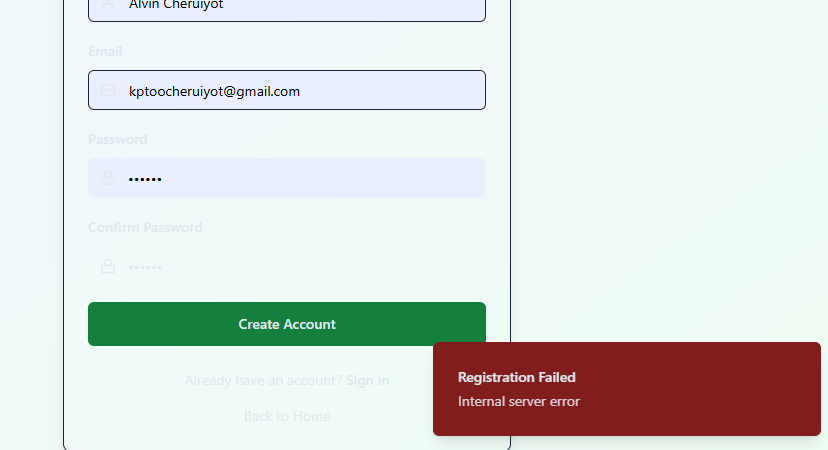 Alvin Cheruiyot
Email
kptoocheruiyot@gmail.com
Password
••••••
Confirm Password
••••••
Create Account
Already have an account? Sign in
Back to Home
Registration Failed
Internal server error